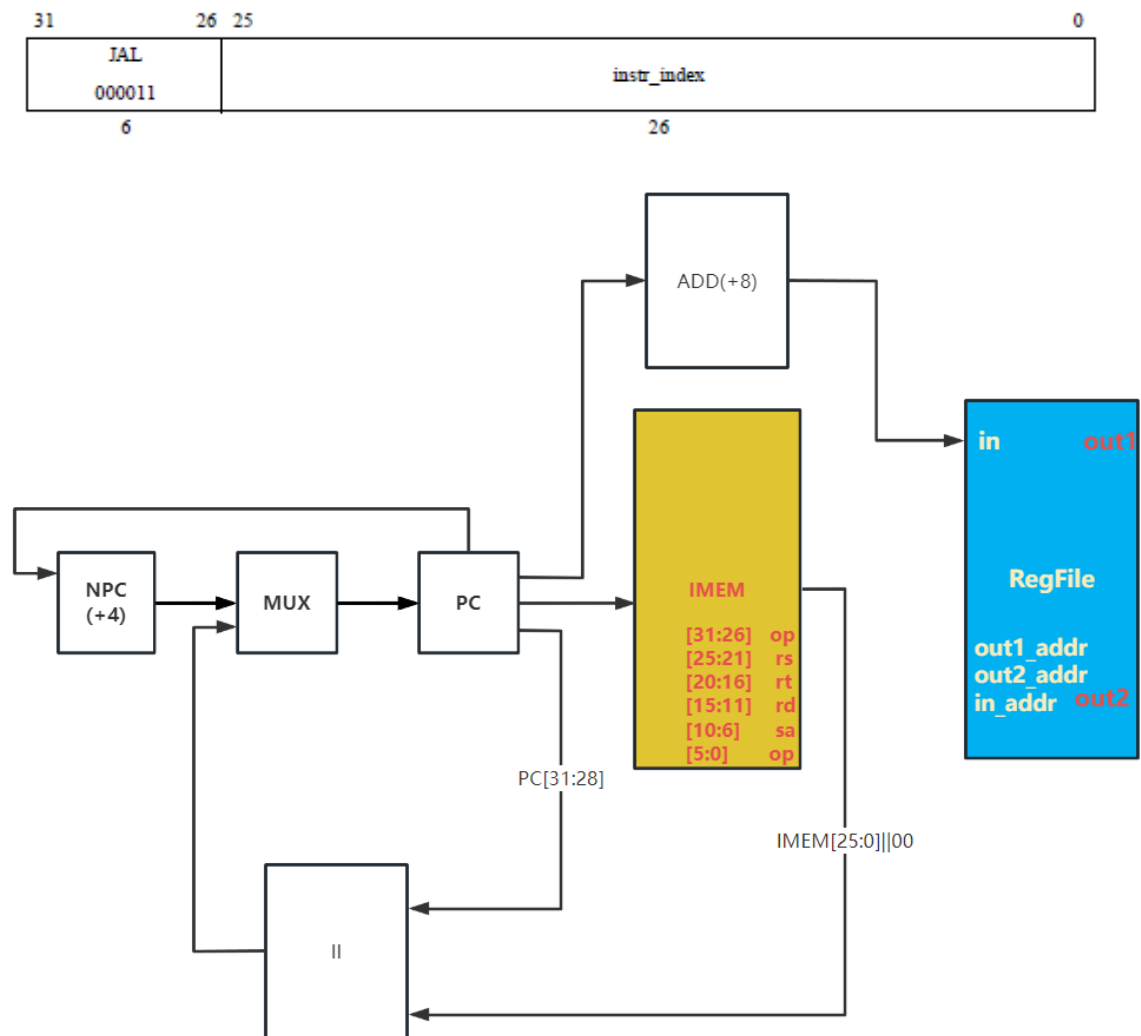 31 26 25 0
JAL
000011
instr_index
6 26
ADD(+8)
in out1
RegFile
out1_addr
out2_addr
in_addr out2
NPC
(+4)
MUX
PC
IMEM
[31:26] op
[25:21] rs
[20:16] rt
[15:11] rd
[10:6] sa
[5:0] op
PC[31:28]
IMEM[25:0]||00
||